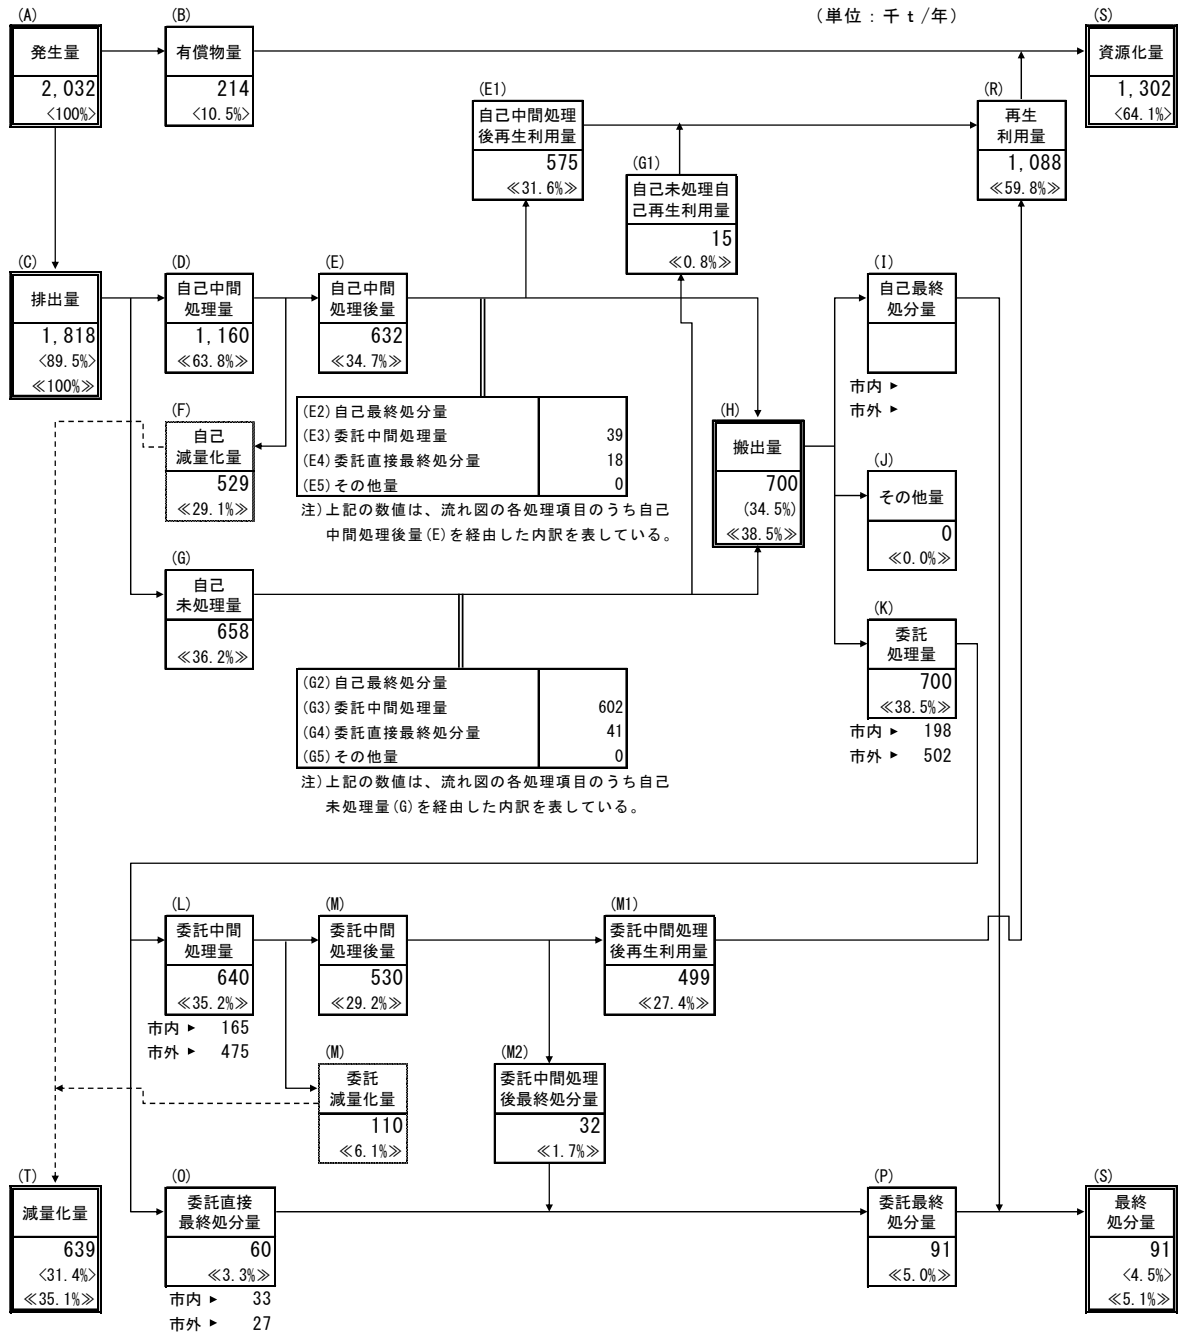 (単位:千t/年)
(A)
発生量
2,032
<100%>
(B)
有償物量
214
<10.5%>
(S)
資源化量
1,302
<64.1%>
(E1)
自己中間処理
後再生利用量
575
≪31.6%≫
(R)
再生
利用量
1,088
≪59.8%≫
(G1)
自己未処理自
己再生利用量
15
≪0.8%≫
(C)
排出量
1,818
<89.5%>
≪100%≫
(D)
自己中間
処理量
1,160
≪63.8%≫
(E)
自己中間
処理後量
632
≪34.7%≫
(I)
自己最終
処分量
市内 ►
市外 ►
(F)
自己
減量化量
529
≪29.1%≫
(E2)自己最終処分量
(E3)委託中間処理量 39
(E4)委託直接最終処分量 18
(E5)その他量 0
注)上記の数値は、流れ図の各処理項目のうち自己
中間処理後量(E)を経由した内訳を表している。
(H)
搬出量
700
(34.5%)
≪38.5%≫
(J)
その他量
0
≪0.0%≫
(G)
自己
未処理量
658
≪36.2%≫
(G2)自己最終処分量
(G3)委託中間処理量 602
(G4)委託直接最終処分量 41
(G5)その他量 0
注)上記の数値は、流れ図の各処理項目のうち自己
未処理量(G)を経由した内訳を表している。
(K)
委託
処理量
700
≪38.5%≫
市内 ► 198
市外 ► 502
(L)
委託中間
処理量
640
≪35.2%≫
市内 ► 165
市外 ► 475
(M)
委託中間
処理後量
530
≪29.2%≫
(M1)
委託中間処理
後再生利用量
499
≪27.4%≫
(M)
委託
減量化量
110
≪6.1%≫
(M2)
委託中間処理
後最終処分量
32
≪1.7%≫
(T)
減量化量
639
<31.4%>
≪35.1%≫
(O)
委託直接
最終処分量
60
≪3.3%≫
市内 ► 33
市外 ► 27
(P)
委託最終
処分量
91
≪5.0%≫
(S)
最終
処分量
91
<4.5%>
≪5.1%≫